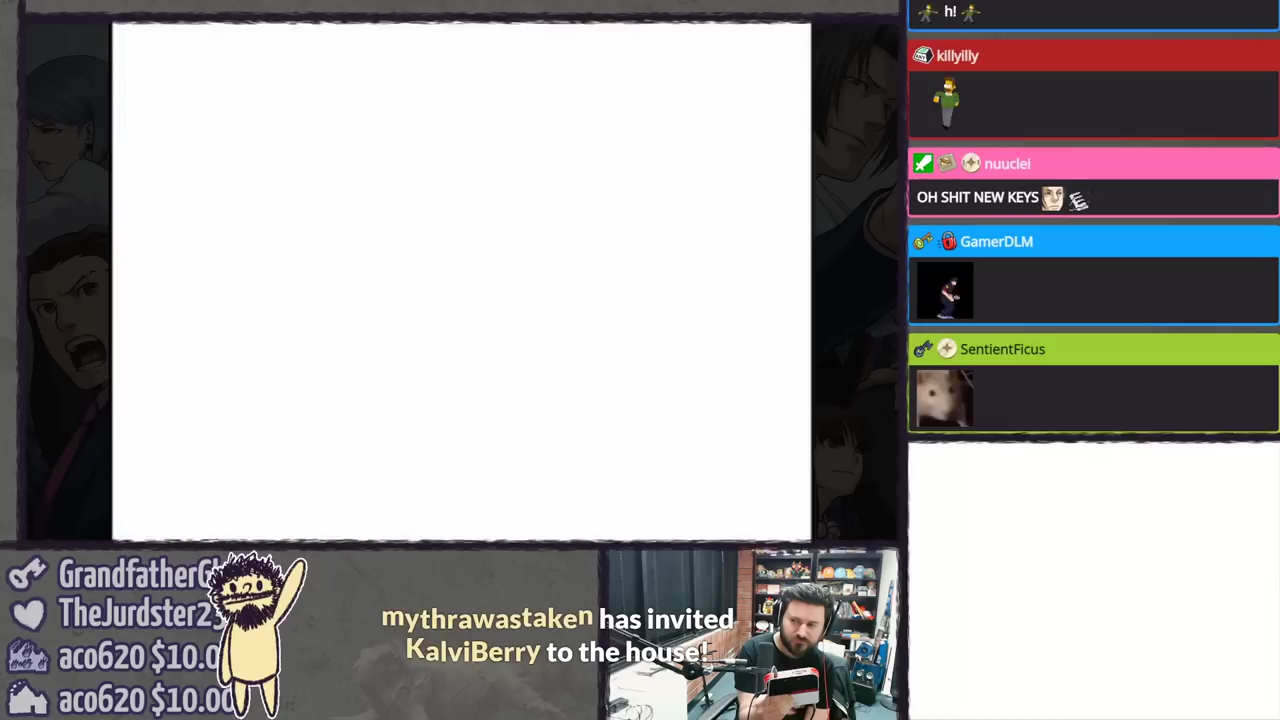 h!
killyilly
nuuclei
OH SHIT NEW KEYS
GamerDLM
SentientFicus
TheJurdster2
aco620 $10.0
aco620 $10.00
mythrawastaken has invited
KalviBerry to the house!